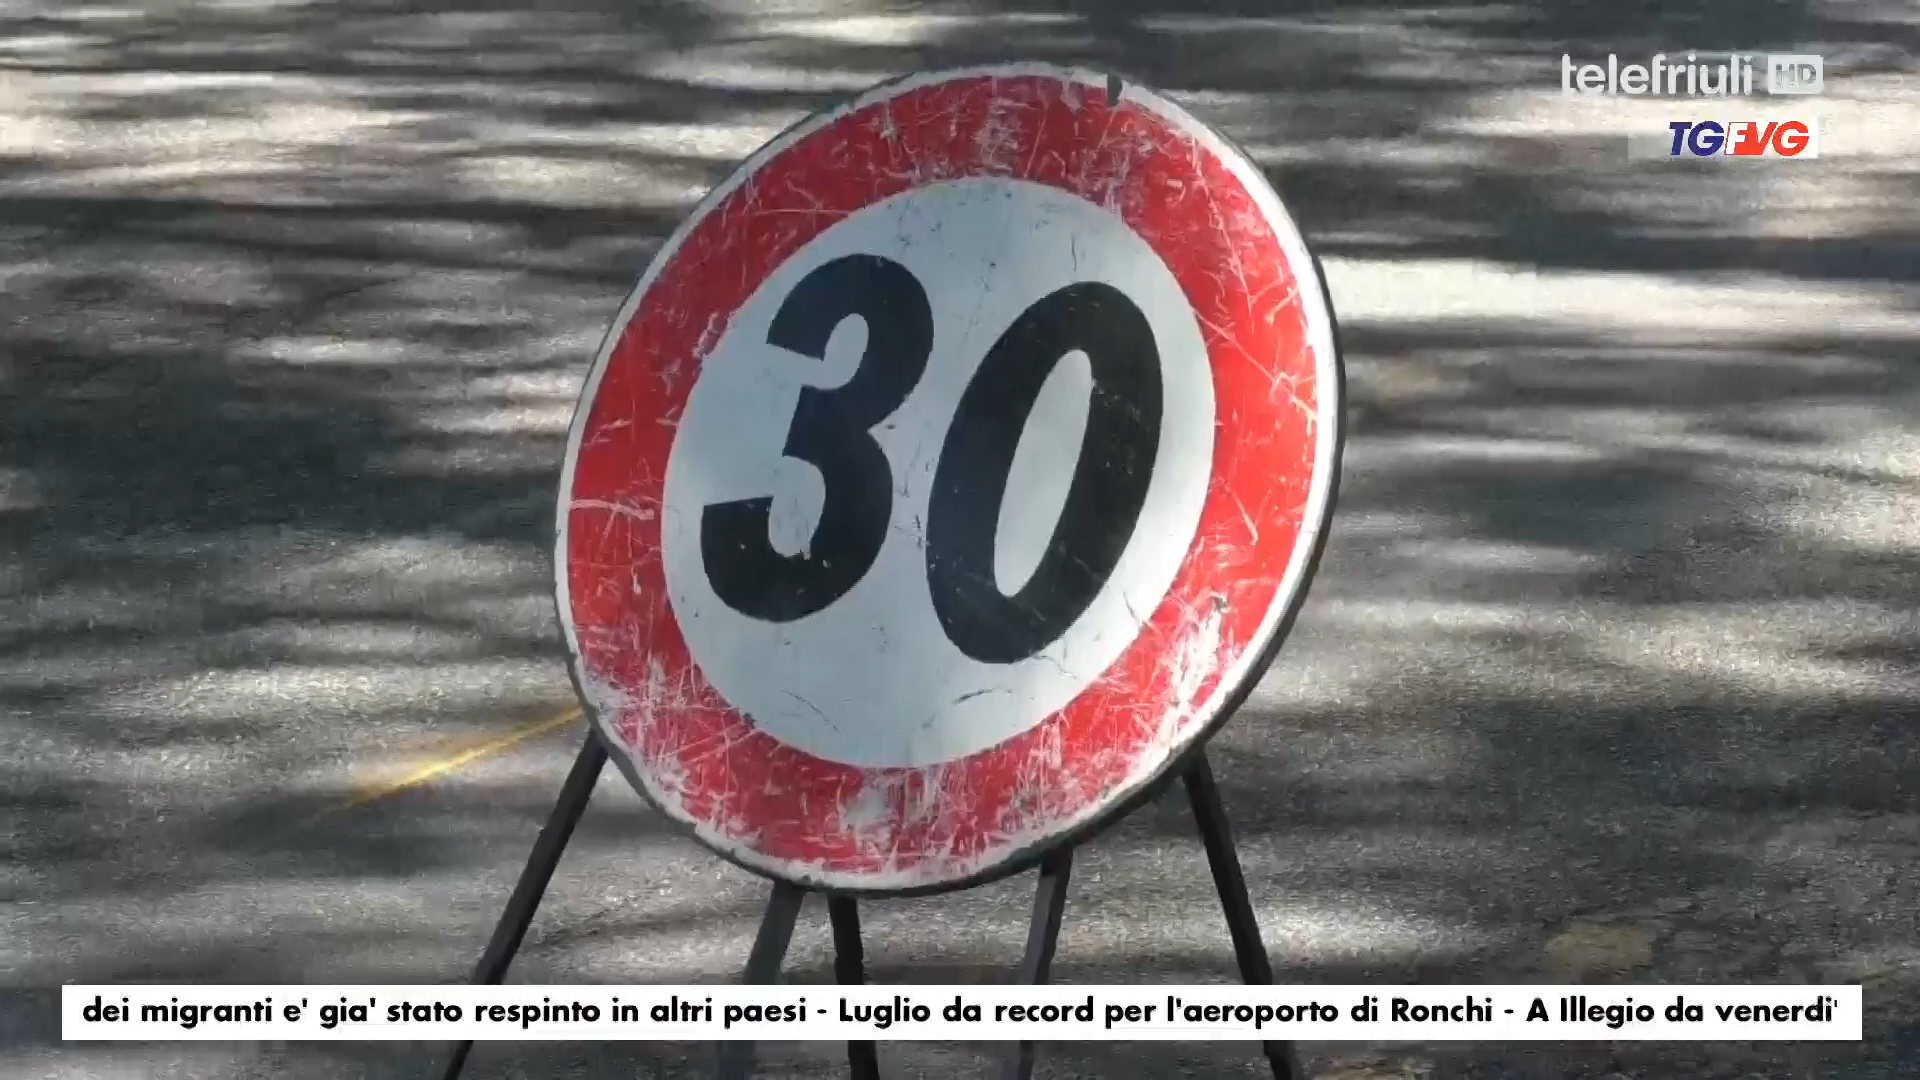 telefriuli HD
TGFVG
30
dei migranti e' gia' stato respinto in altri paesi - Luglio da record per l'aeroporto di Ronchi - A Illegio da venerdi'